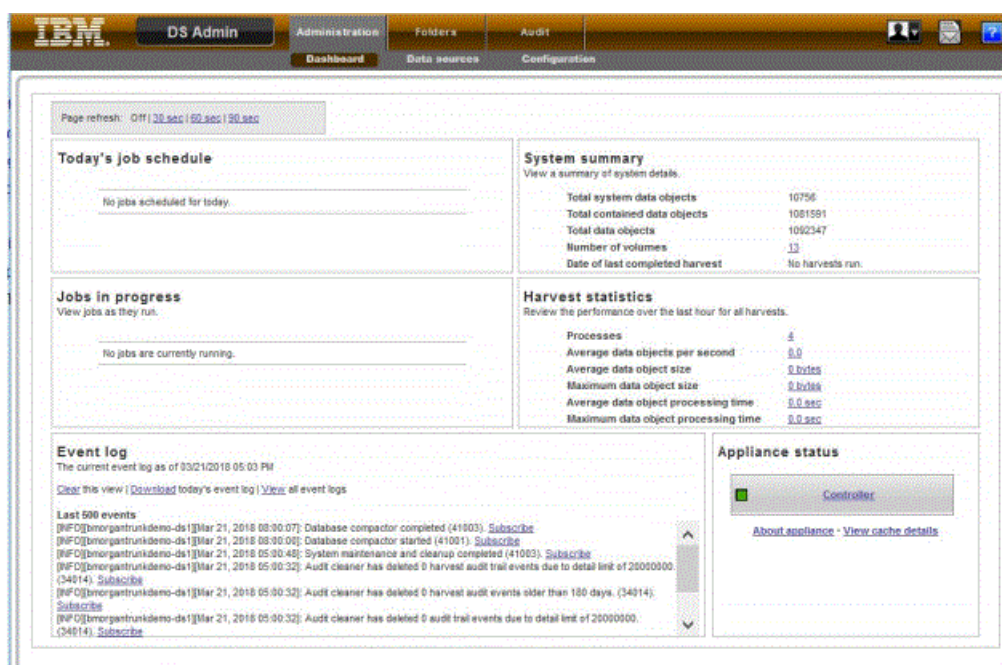 IBM.
DS Admin
Administration Folders Audit
Dashboard Data sources Configuration
?
Page refresh: Off | 30 sec | 60 sec | 90 sec
Today's job schedule
No jobs scheduled for today.
System summary
View a summary of system details.
Total system data objects 10756
Total contained data objects 1081591
Total data objects 1092347
Number of volumes 13
Date of last completed harvest No harvests run.
Jobs in progress
View jobs as they run.
No jobs are currently running.
Harvest statistics
Review the performance over the last hour for all harvests.
Processes 4
Average data objects per second 0.0
Average data object size 0 bytes
Maximum data object size 0 bytes
Average data object processing time 0.0 sec
Maximum data object processing time 0.0 sec
Event log
The current event log as of 03/21/2018 05:03 PM
Clear this view | Download today's event log | View all event logs
Last 500 events
[INFO][bmorgantrunkdemo-ds1][Mar 21, 2018 08:00:07]: Database compactor completed (41003). Subscribe
[INFO][bmorgantrunkdemo-ds1][Mar 21, 2018 08:00:00]: Database compactor started (41001). Subscribe
[INFO][bmorgantrunkdemo-ds1][Mar 21, 2018 05:00:48]: System maintenance and cleanup completed (41003). Subscribe
[INFO][bmorgantrunkdemo-ds1][Mar 21, 2018 05:00:32]: Audit cleaner has deleted 0 harvest audit trail events due to detail limit of 20000000.
(34014). Subscribe
[INFO][bmorgantrunkdemo-ds1][Mar 21, 2018 05:00:32]: Audit cleaner has deleted 0 harvest audit events older than 180 days. (34014).
Subscribe
[INFO][bmorgantrunkdemo-ds1][Mar 21, 2018 05:00:32]: Audit cleaner has deleted 0 audit trail events due to detail limit of 20000000.
(34014). Subscribe
Appliance status
Controller
About appliance - View cache details